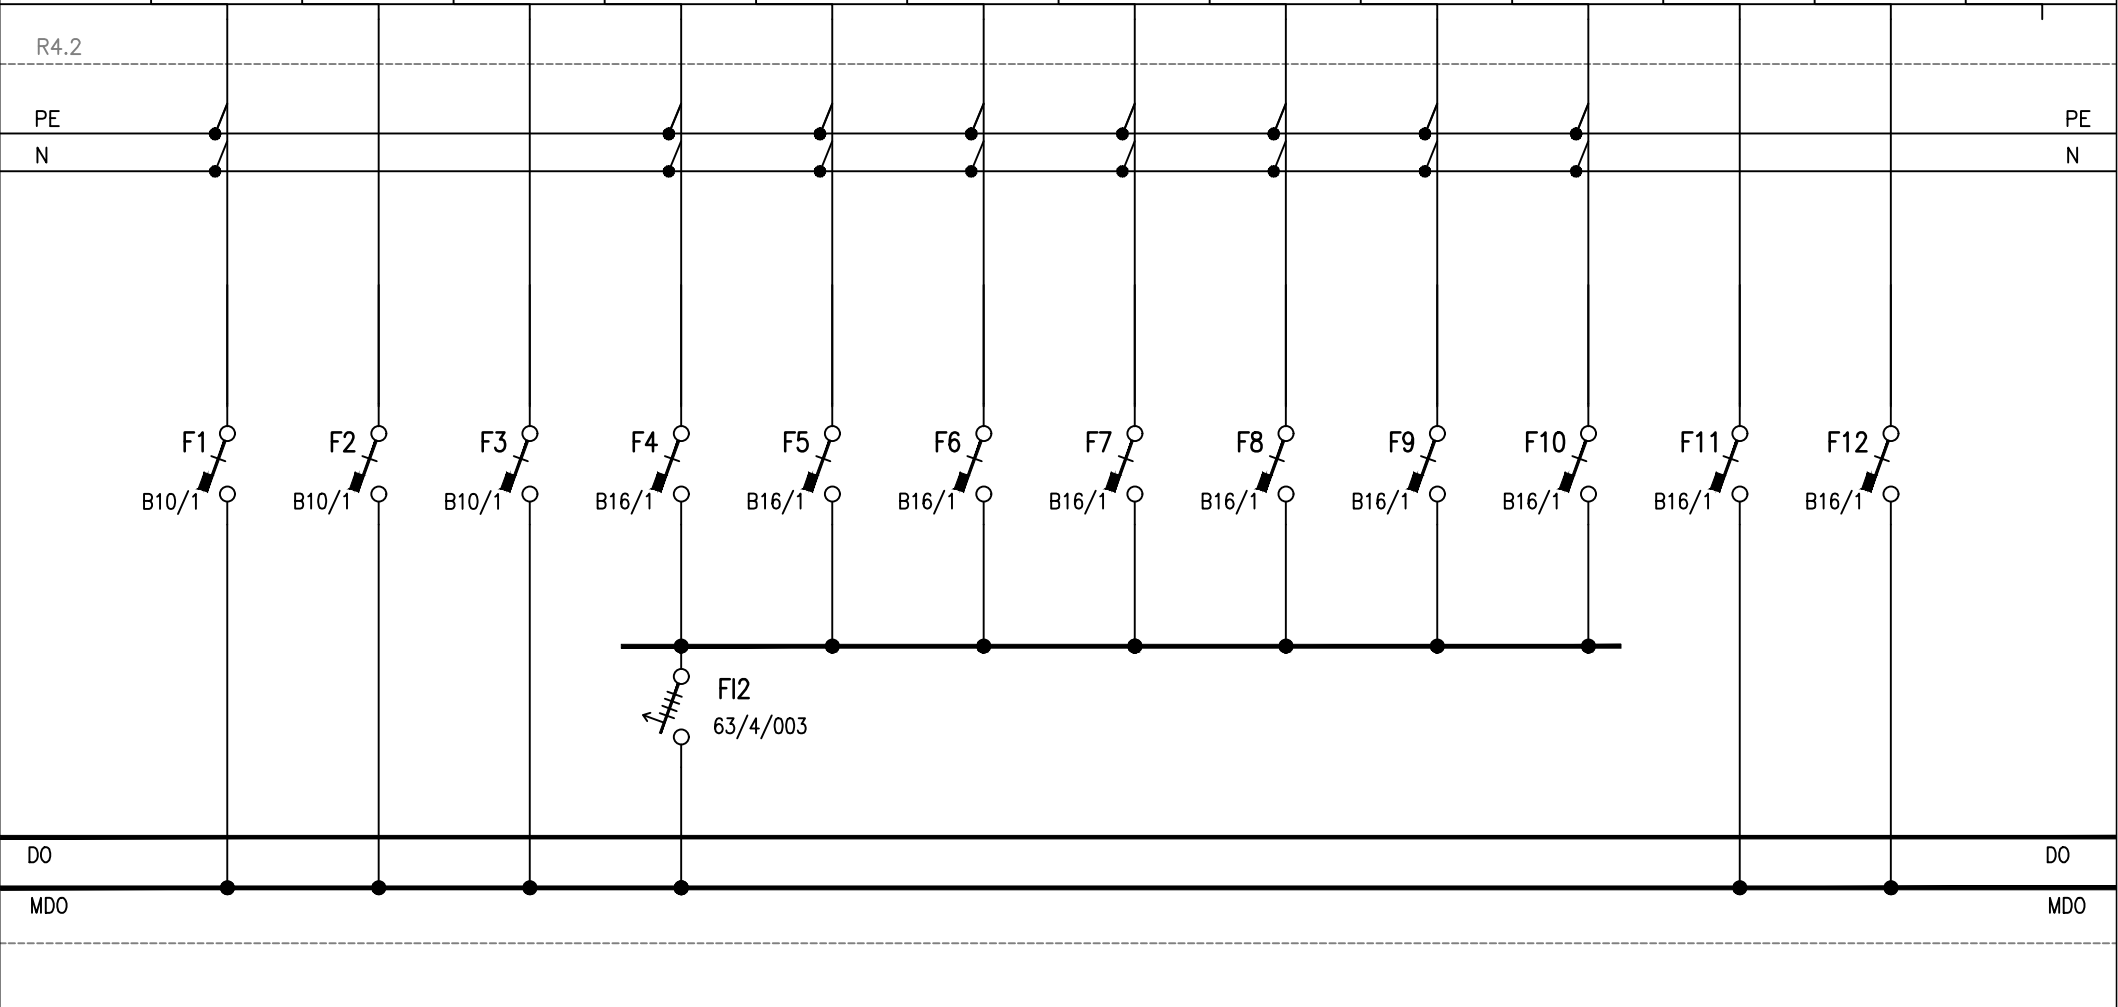 R4.2
PE PE
N N
F1 F2 F3 F4 F5 F6 F7 F8 F9 F10 F11 F12
B10/1 B10/1 B10/1 B16/1 B16/1 B16/1 B16/1 B16/1 B16/1 B16/1 B16/1 B16/1
FI2
63/4/003
DO DO
MDO MDO